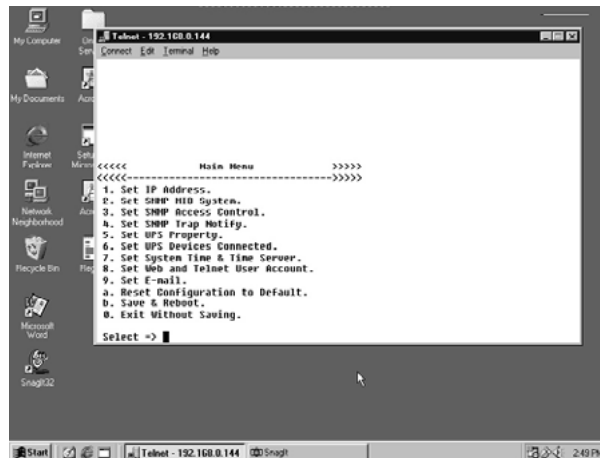 My Computer
Telnet - 192.168.0.144
Connect Edit Terminal Help
My Documents
Internet
Explorer
Network
Neighborhood
Recycle Bin
Microsoft
Word
SnagIt32
<<<<< Main Menu >>>>>
<<<<<---------------------------------->>>>>
1. Set IP Address.
2. Set SNMP MIB System.
3. Set SNMP Access Control.
4. Set SNMP Trap Notify.
5. Set UPS Property.
6. Set UPS Devices Connected.
7. Set System Time & Time Server.
8. Set Web and Telnet User Account.
9. Set E-mail.
a. Reset Configuration to Default.
b. Save & Reboot.
0. Exit Without Saving.
Select =>
Start
Telnet - 192.168.0.144
SnagIt
2:49 PM